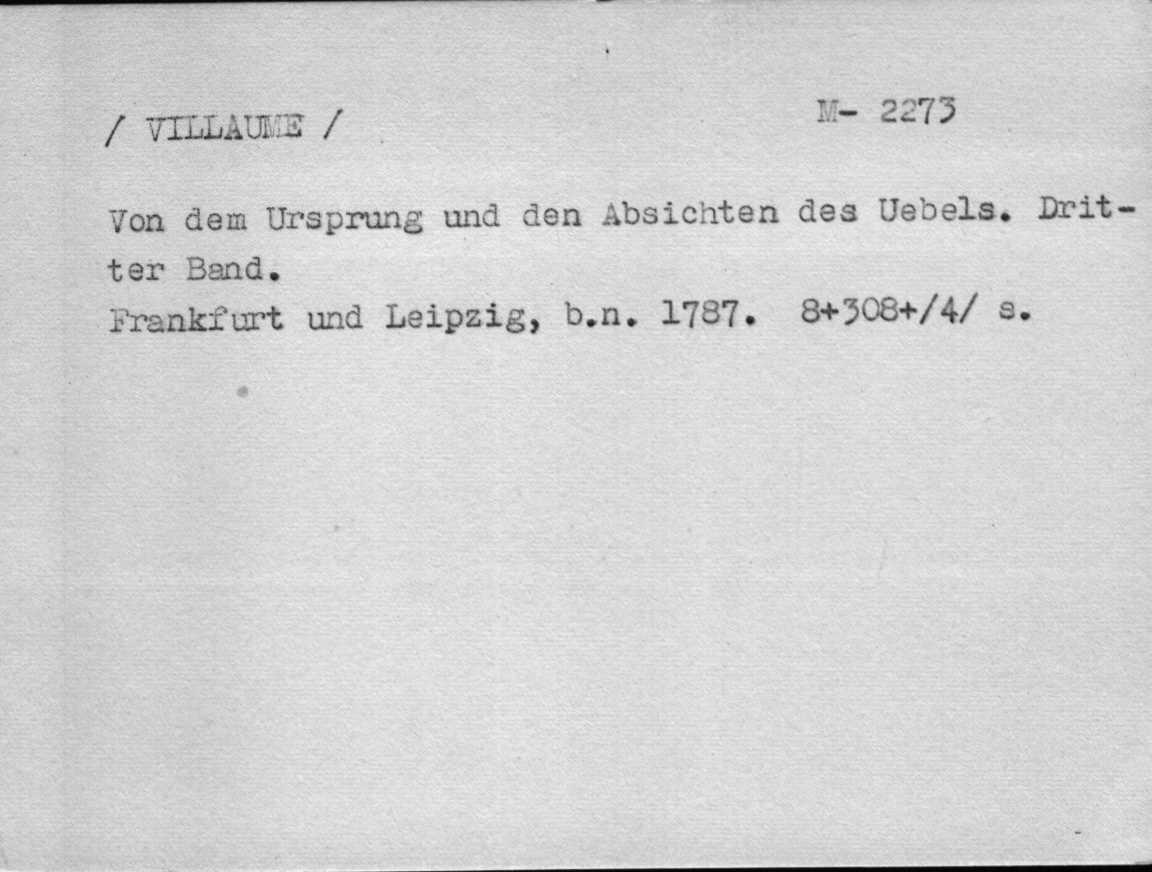 / VILLAUME /
M- 2273
Von dem Ursprung und den Absichten des Uebels. Drit-
ter Band.
Frankfurt und Leipzig, b.n. 1787. 8+308+/4/ s.